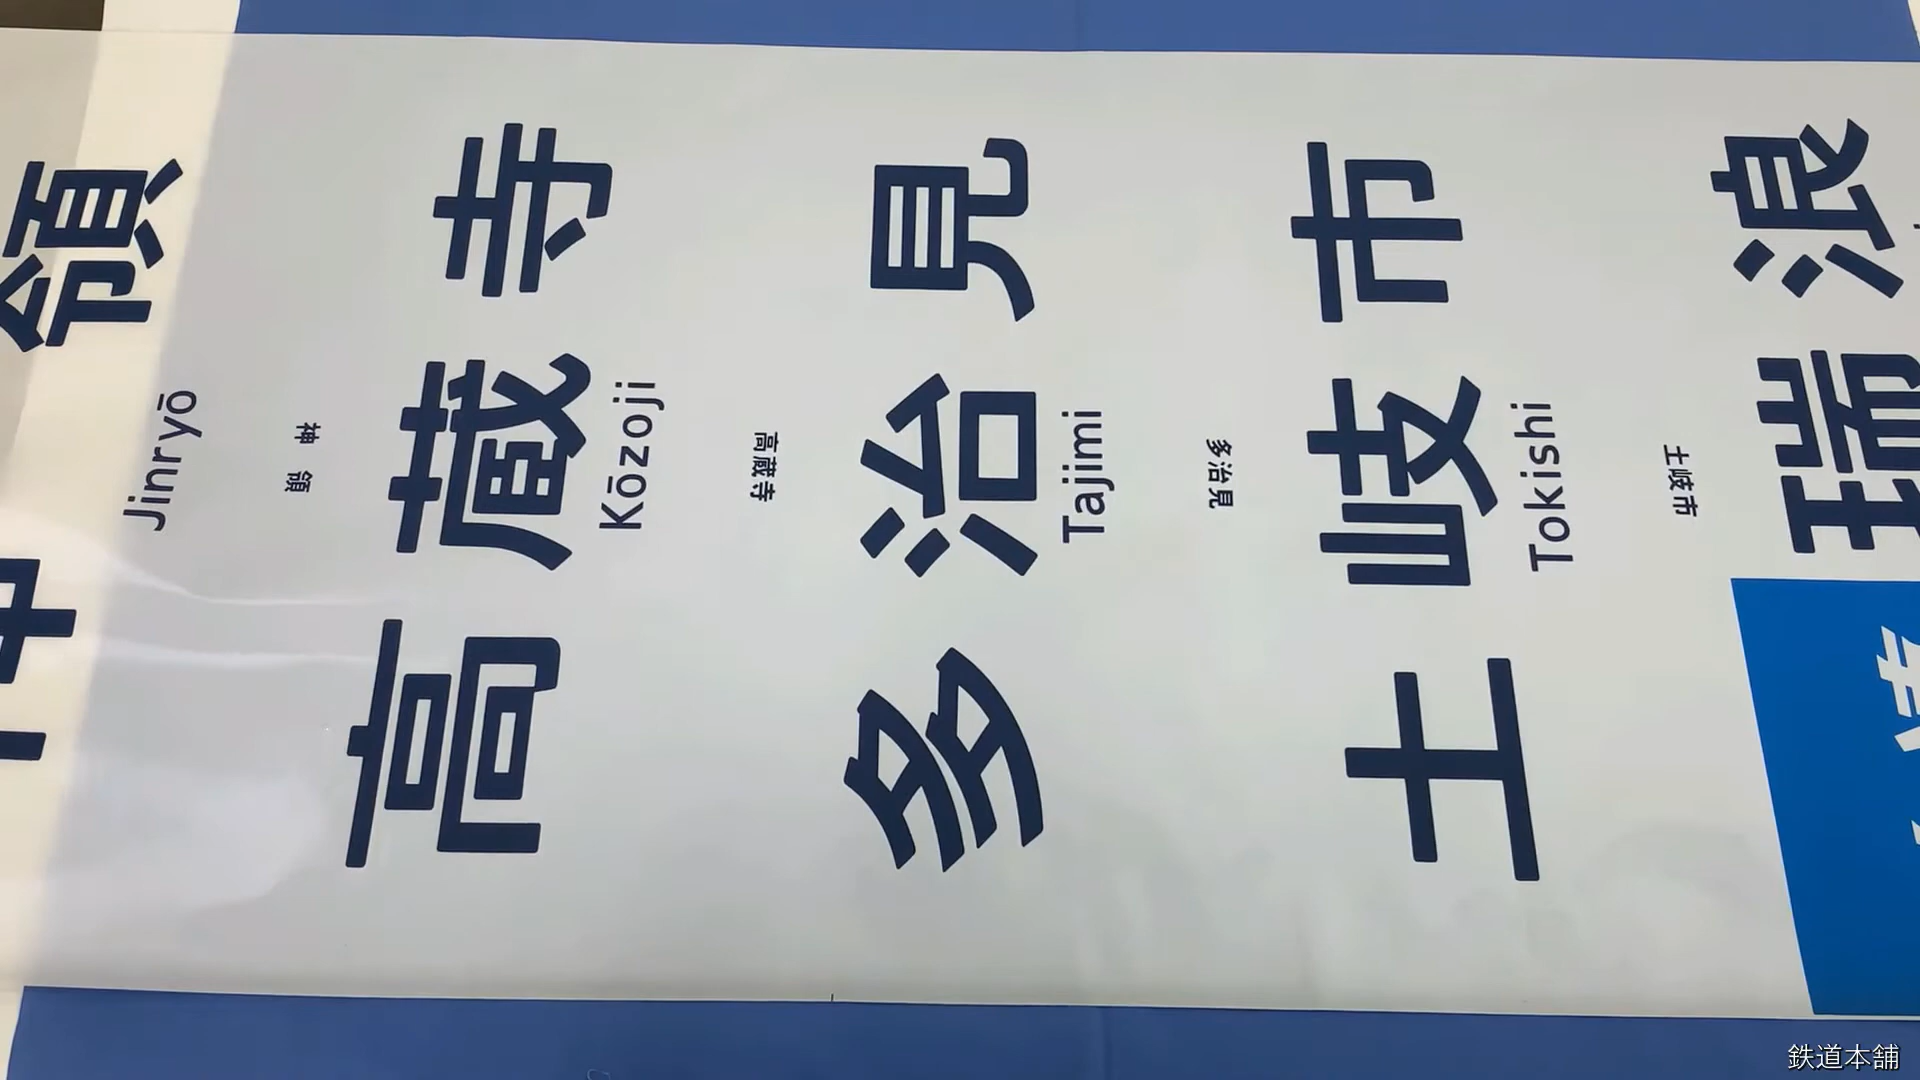 神領
Jinryō
神領
高蔵寺
Kōzoji
高蔵寺
多治見
Tajimi
多治見
土岐市
Tokishi
土岐市
瑞浪
鉄道本舗